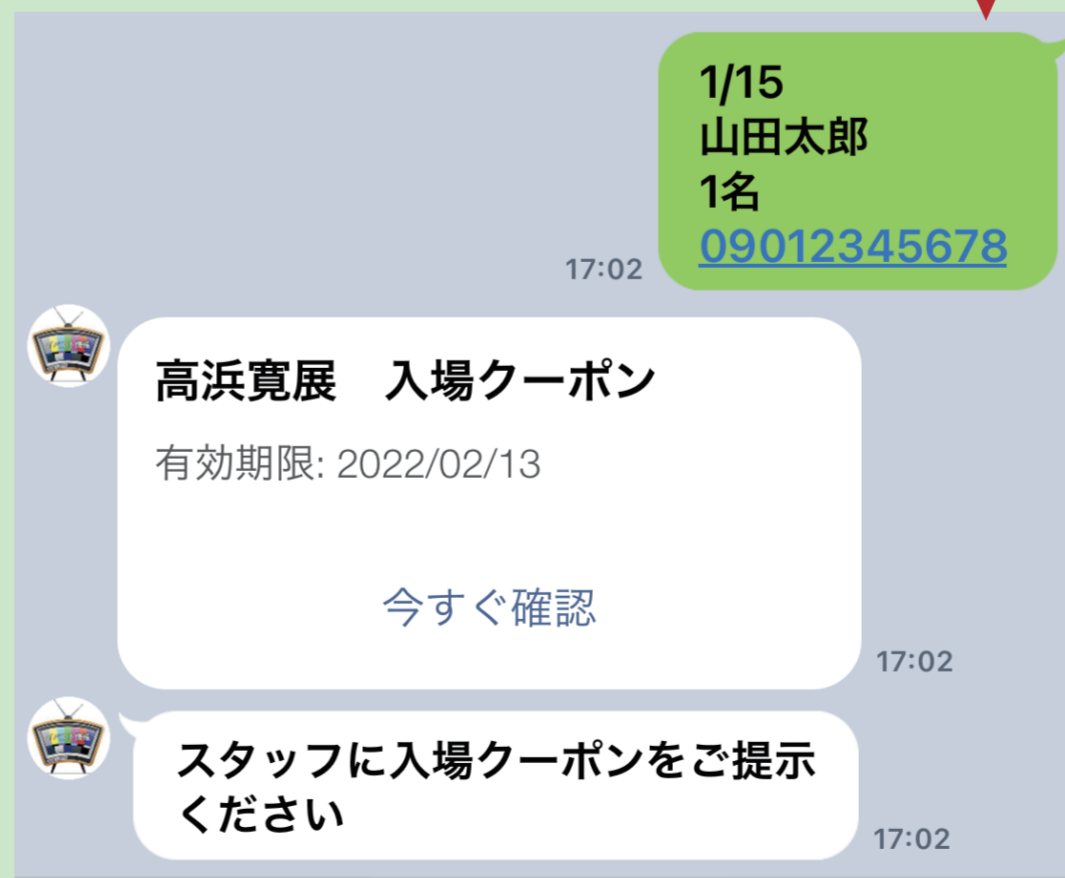 1/15
山田太郎
1名
09012345678
17:02
高浜寛展　入場クーポン
有効期限: 2022/02/13
今すぐ確認
17:02
スタッフに入場クーポンをご提示
ください
17:02